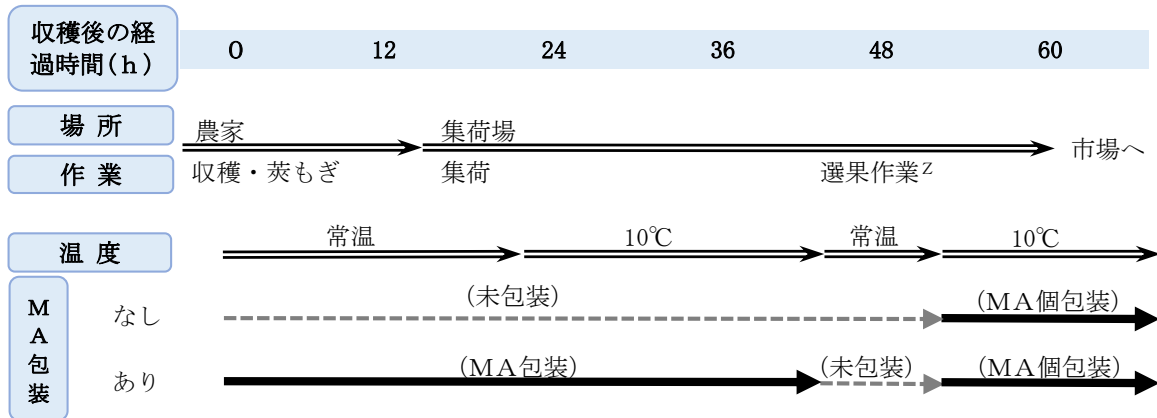 収穫後の経
過時間(h)
0 12 24 36 48 60
場 所
農家 集荷場
市場へ
作 業
収穫・莢もぎ 集荷 選果作業z
温 度
常温 10℃ 常温 10℃
MA包装
なし
(未包装) (MA個包装)
あり
(MA包装) (未包装) (MA個包装)